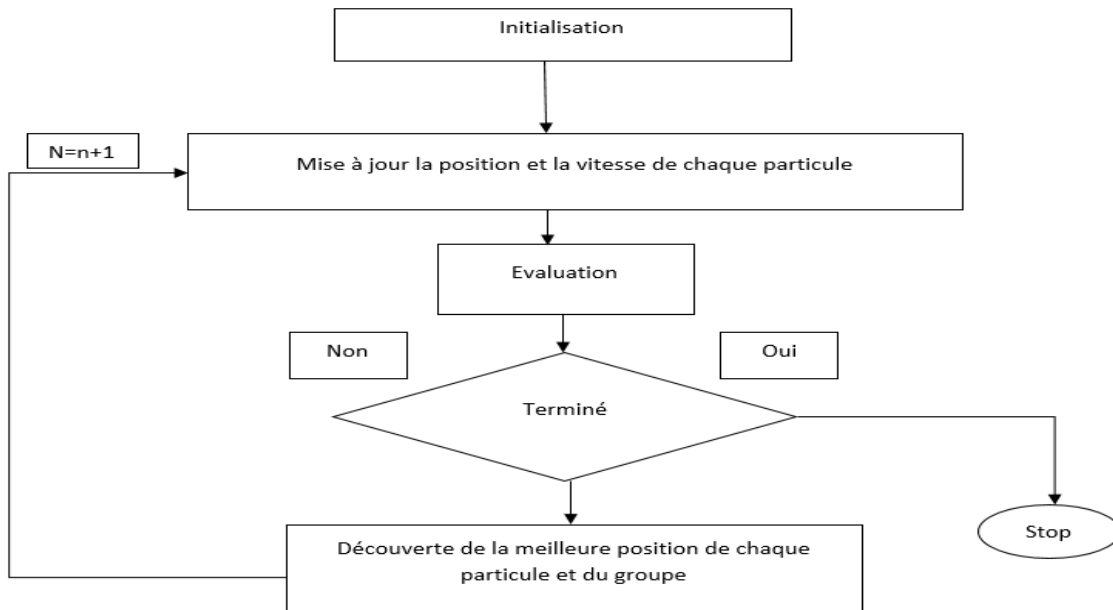 Initialisation
N=n+1
Mise à jour la position et la vitesse de chaque particule
Evaluation
Non
Oui
Terminé
Stop
Découverte de la meilleure position de chaque
particule et du groupe